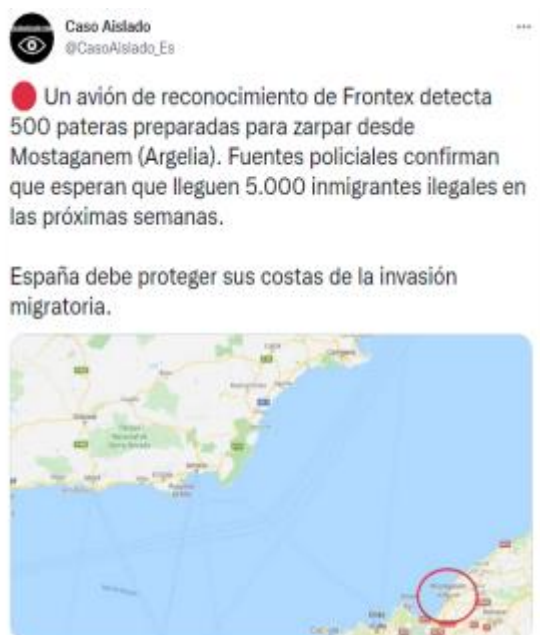 Caso Aislado
@CasoAislado_Es
Un avión de reconocimiento de Frontex detecta
500 pateras preparadas para zarpar desde
Mostaganem (Argelia). Fuentes policiales confirman
que esperan que lleguen 5.000 inmigrantes ilegales en
las próximas semanas.
España debe proteger sus costas de la invasión
migratoria.